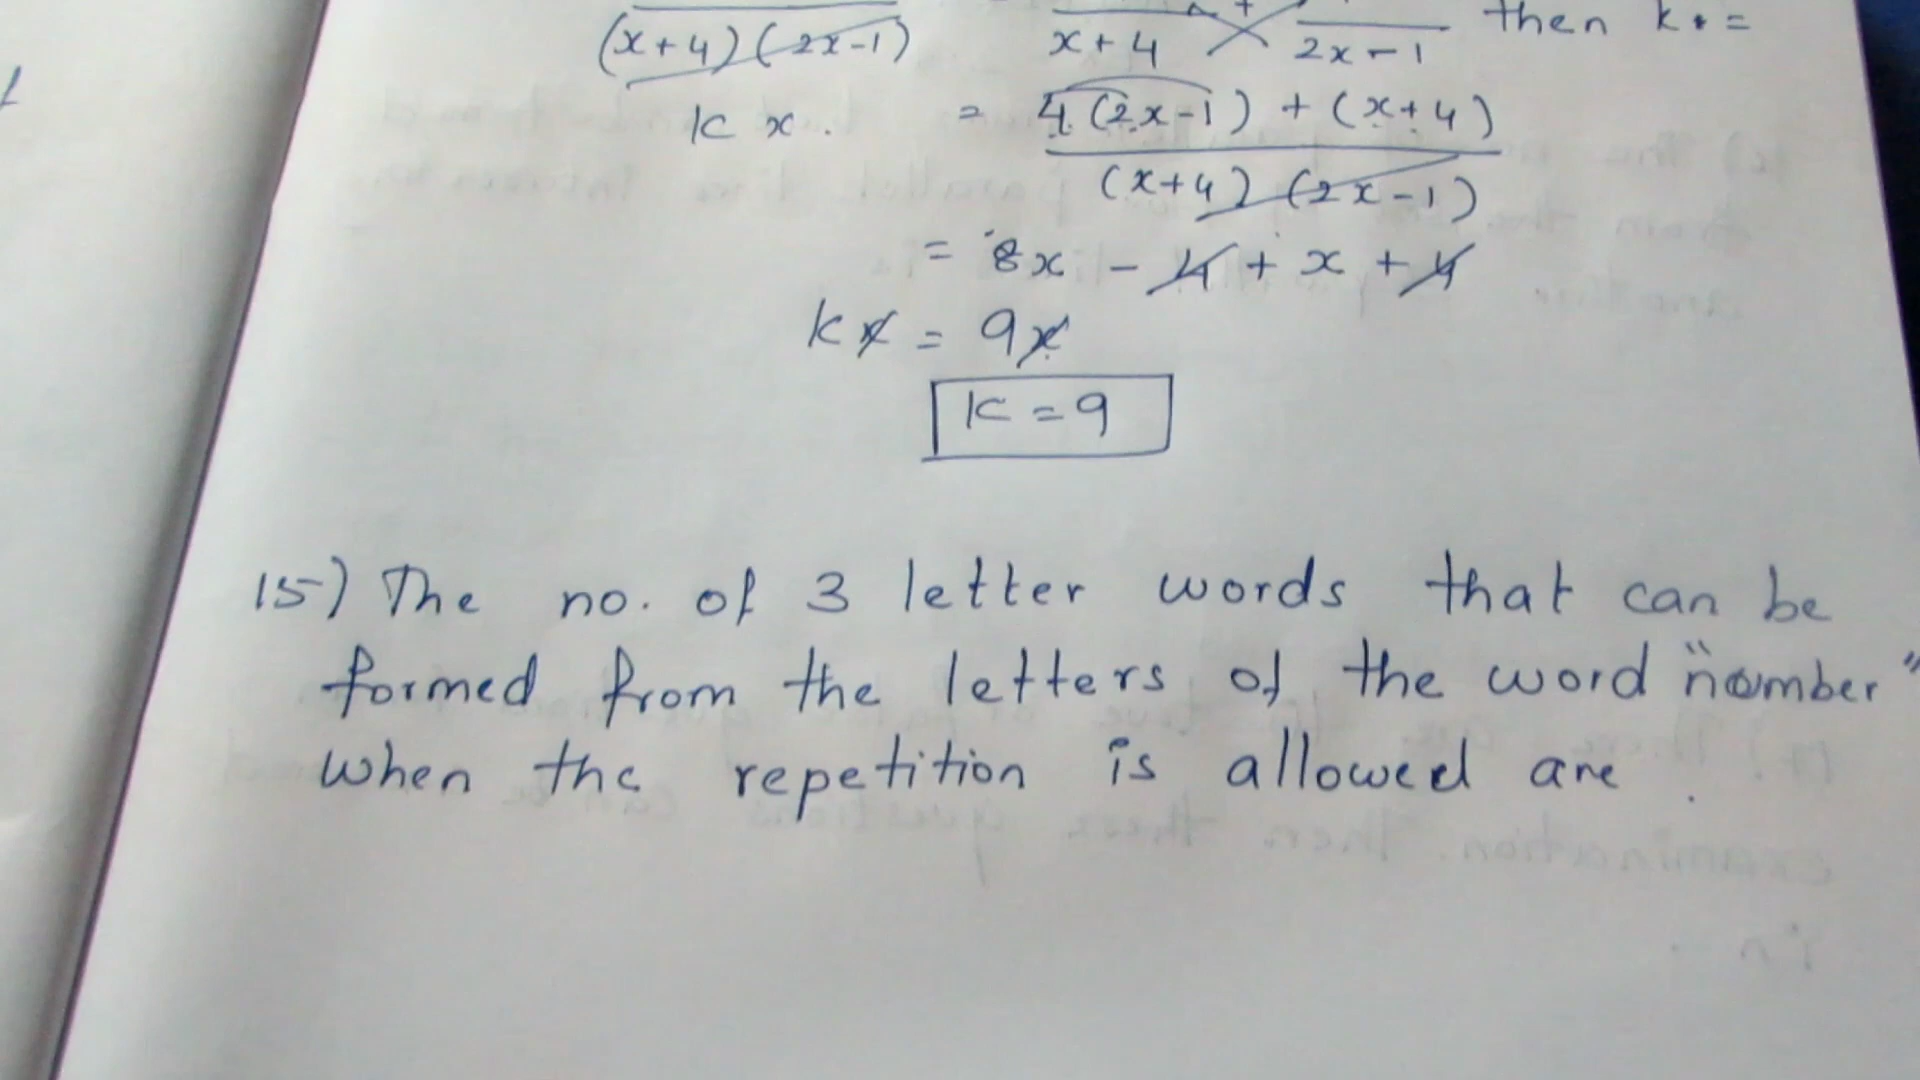 (x+4)(2x-1) x+4 2x-1 then k =
kx. = 4(2x-1) + (x+4)
(x+4)(2x-1)
= 8x - 4 + x + 4
kx = 9x
k = 9
15) The no. of 3 letter words that can be
formed from the letters of the word "number"
when the repetition is allowed are .